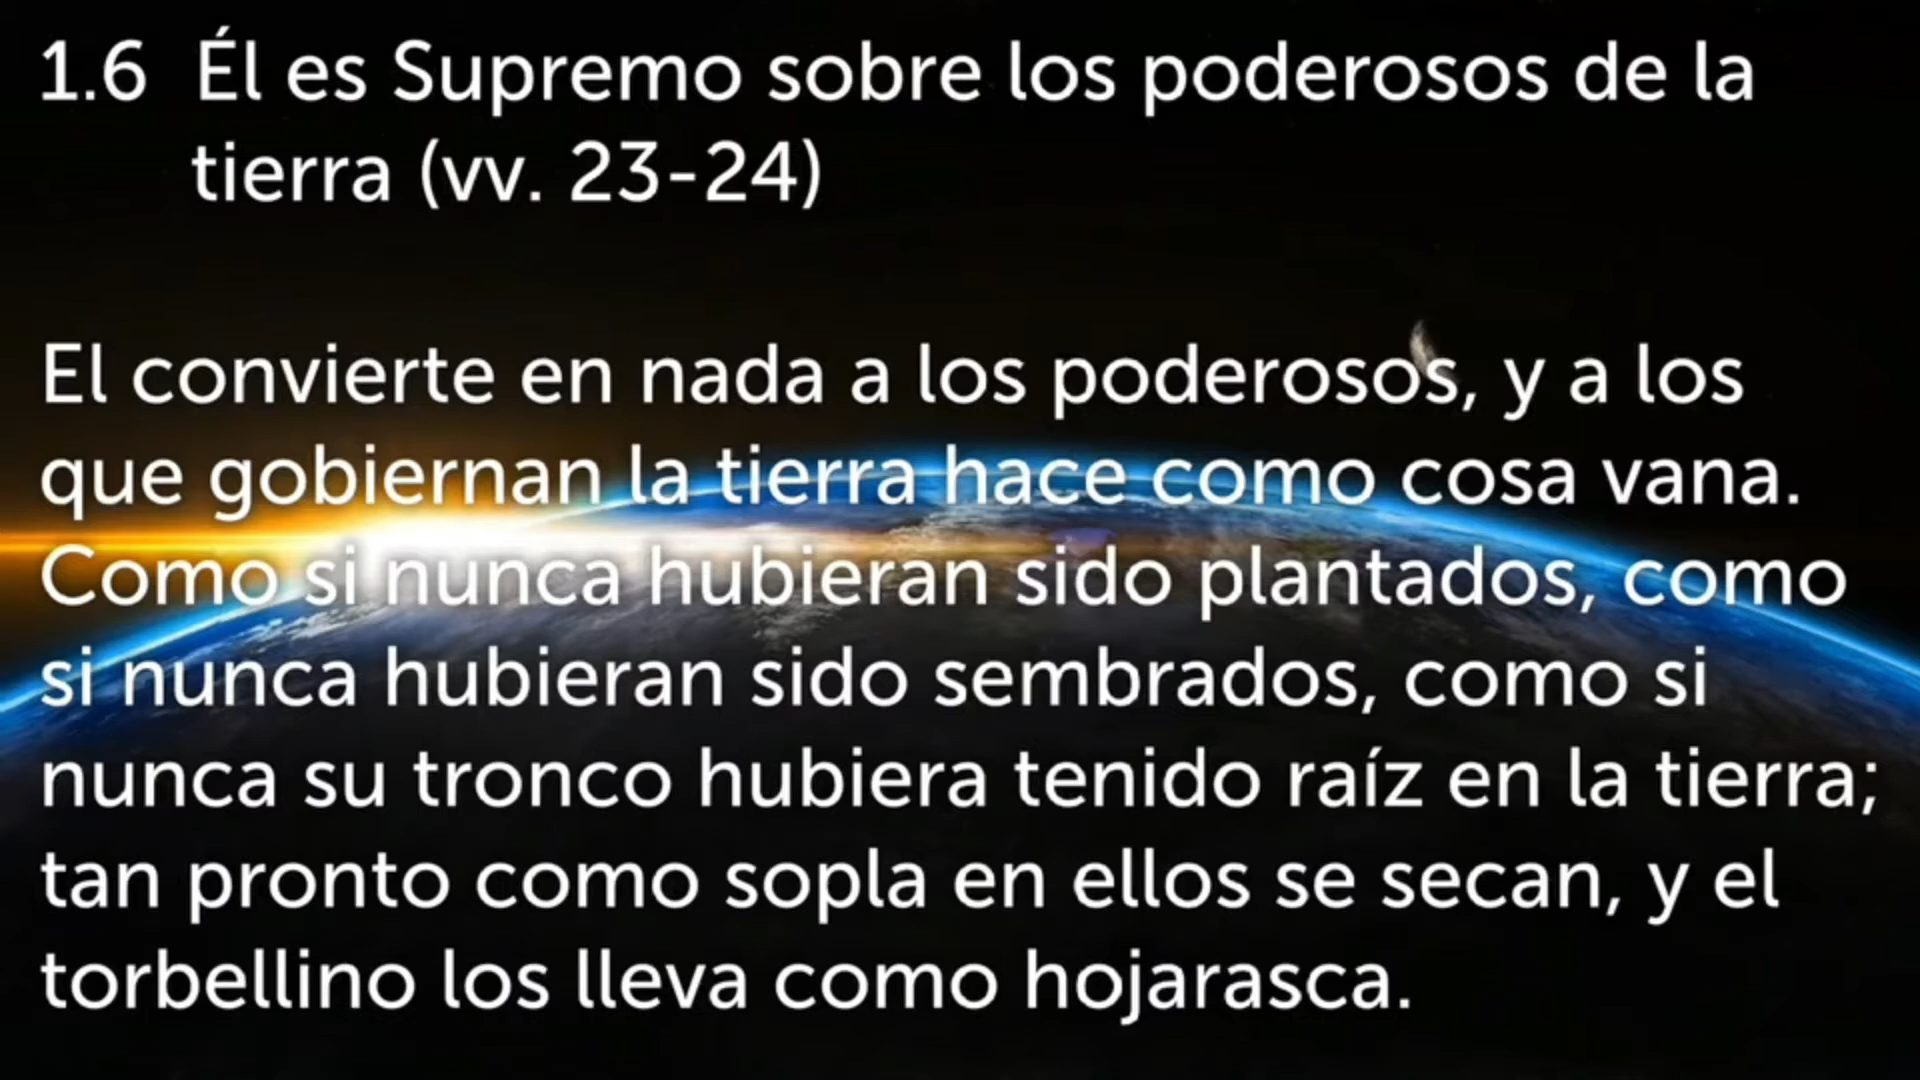 1.6 Él es Supremo sobre los poderosos de la
tierra (vv. 23-24)
El convierte en nada a los poderosos, y a los
que gobiernan la tierra hace como cosa vana.
Como si nunca hubieran sido plantados, como
si nunca hubieran sido sembrados, como si
nunca su tronco hubiera tenido raíz en la tierra;
tan pronto como sopla en ellos se secan, y el
torbellino los lleva como hojarasca.